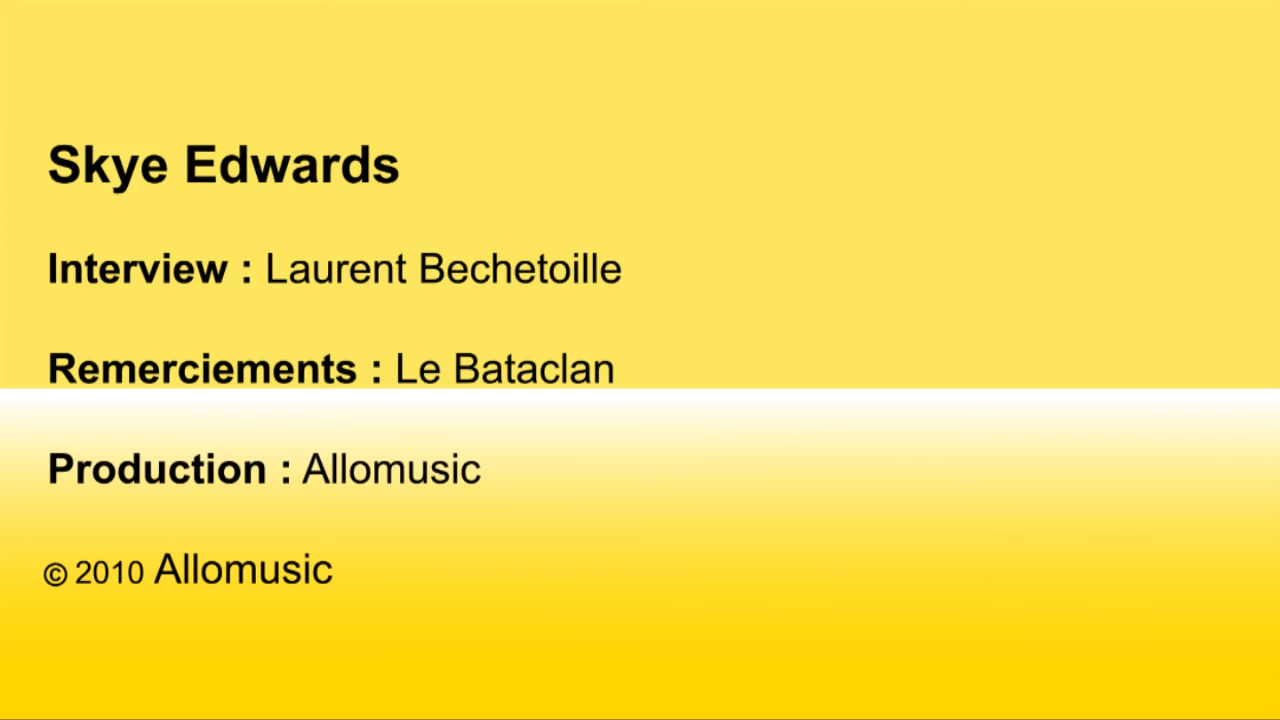 Skye Edwards
Interview : Laurent Bechetoille
Remerciements : Le Bataclan
Production : Allomusic
© 2010 Allomusic